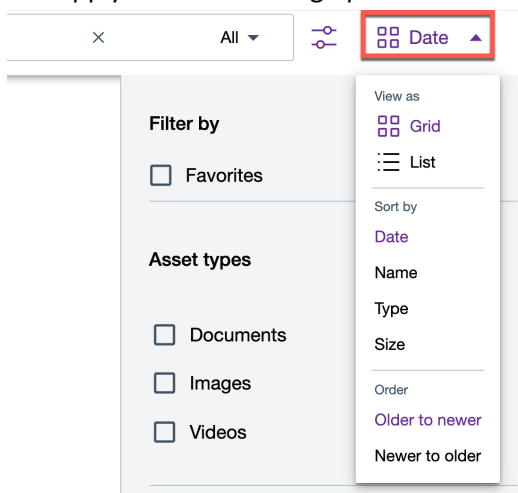 All
Date
View as
Grid
List
Sort by
Date
Name
Type
Size
Order
Older to newer
Newer to older
Filter by
Favorites
Asset types
Documents
Images
Videos